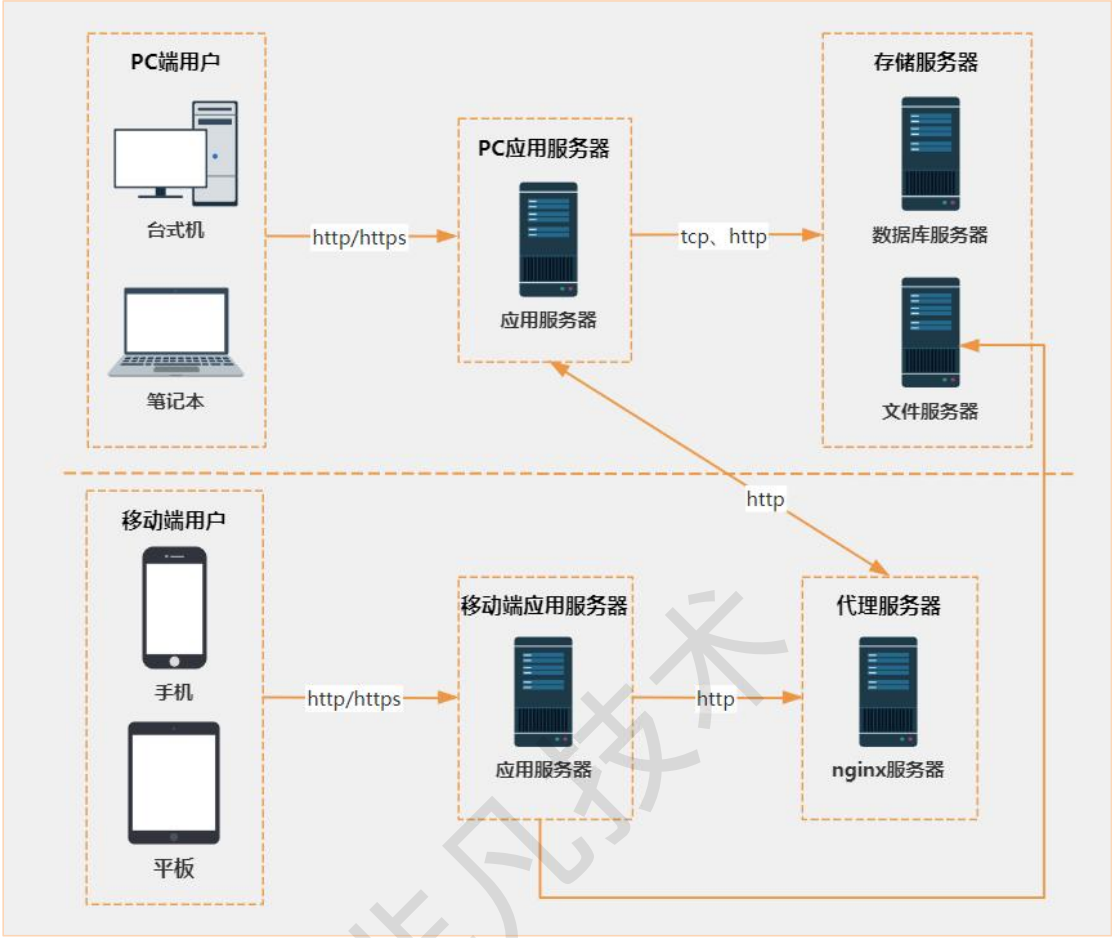 PC端用户
台式机
笔记本
http/https
PC应用服务器
应用服务器
tcp、http
存储服务器
数据库服务器
文件服务器
http
移动端用户
手机
平板
http/https
移动端应用服务器
应用服务器
http
代理服务器
nginx服务器
非凡技术